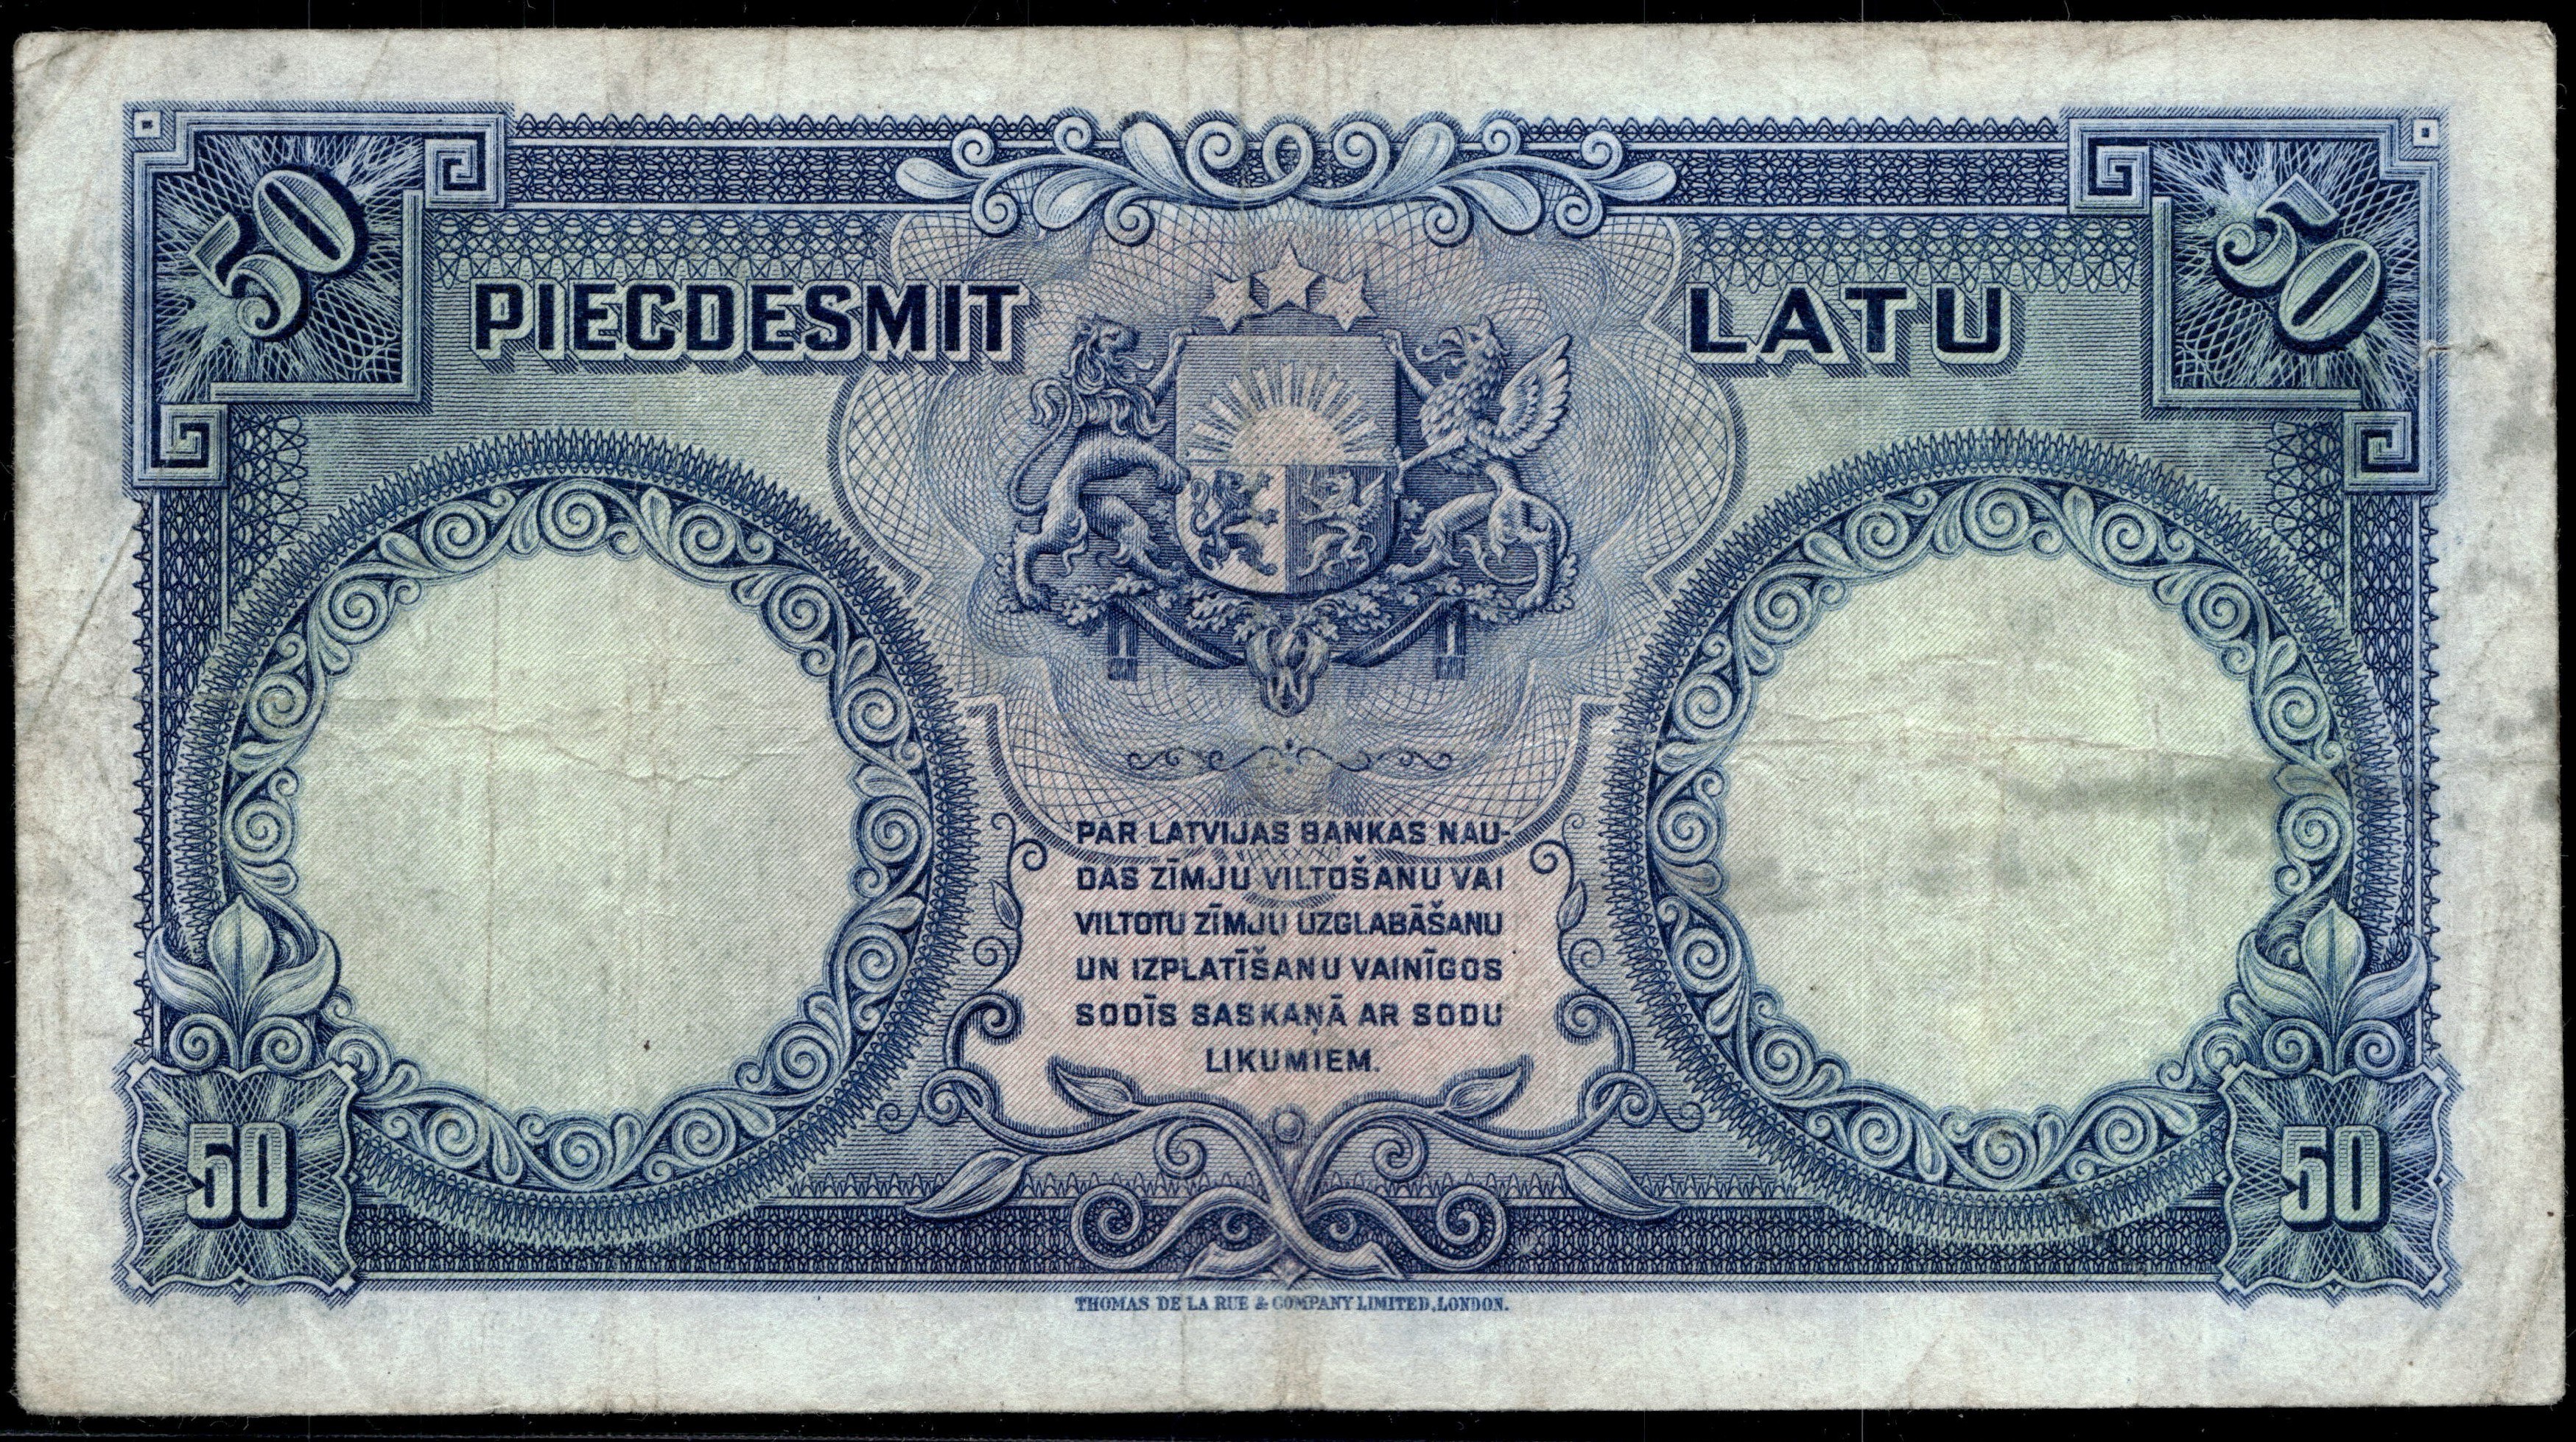 50 50
PIECDESMIT LATU
PAR LATVIJAS BANKAS NAU-
DAS ZĪMJU VILTOŠANU VAI
VILTOTU ZĪMJU UZGLABĀŠANU
UN IZPLATĪŠANU VAINĪGOS
SODĪS SASKAŅĀ AR SODU
LIKUMIEM.
50 50
THOMAS DE LA RUE & COMPANY LIMITED, LONDON.